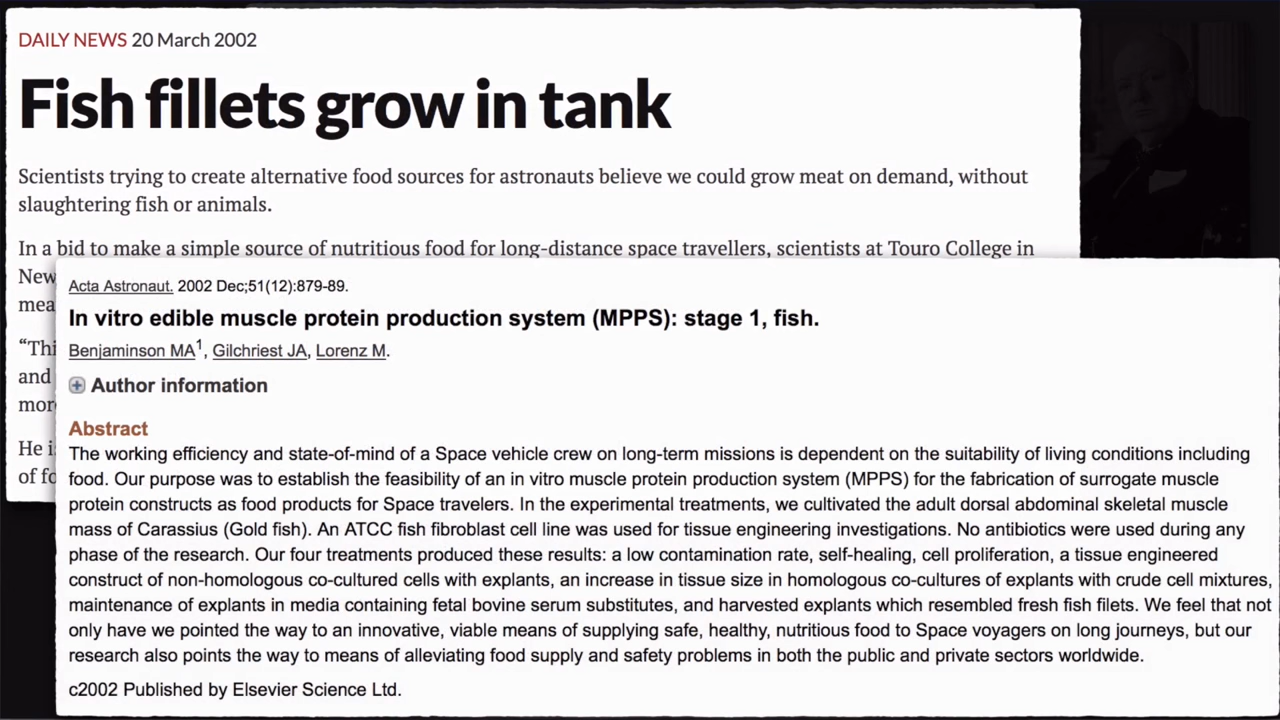 DAILY NEWS 20 March 2002
Fish fillets grow in tank
Scientists trying to create alternative food sources for astronauts believe we could grow meat on demand, without
slaughtering fish or animals.
In a bid to make a simple source of nutritious food for long-distance space travellers, scientists at Touro College in
New
mea
“Thi
and
mor
He i
of fo
Acta Astronaut. 2002 Dec;51(12):879-89.
In vitro edible muscle protein production system (MPPS): stage 1, fish.
Benjaminson MA1, Gilchriest JA, Lorenz M.
Author information
Abstract
The working efficiency and state-of-mind of a Space vehicle crew on long-term missions is dependent on the suitability of living conditions including
food. Our purpose was to establish the feasibility of an in vitro muscle protein production system (MPPS) for the fabrication of surrogate muscle
protein constructs as food products for Space travelers. In the experimental treatments, we cultivated the adult dorsal abdominal skeletal muscle
mass of Carassius (Gold fish). An ATCC fish fibroblast cell line was used for tissue engineering investigations. No antibiotics were used during any
phase of the research. Our four treatments produced these results: a low contamination rate, self-healing, cell proliferation, a tissue engineered
construct of non-homologous co-cultured cells with explants, an increase in tissue size in homologous co-cultures of explants with crude cell mixtures,
maintenance of explants in media containing fetal bovine serum substitutes, and harvested explants which resembled fresh fish filets. We feel that not
only have we pointed the way to an innovative, viable means of supplying safe, healthy, nutritious food to Space voyagers on long journeys, but our
research also points the way to means of alleviating food supply and safety problems in both the public and private sectors worldwide.
c2002 Published by Elsevier Science Ltd.